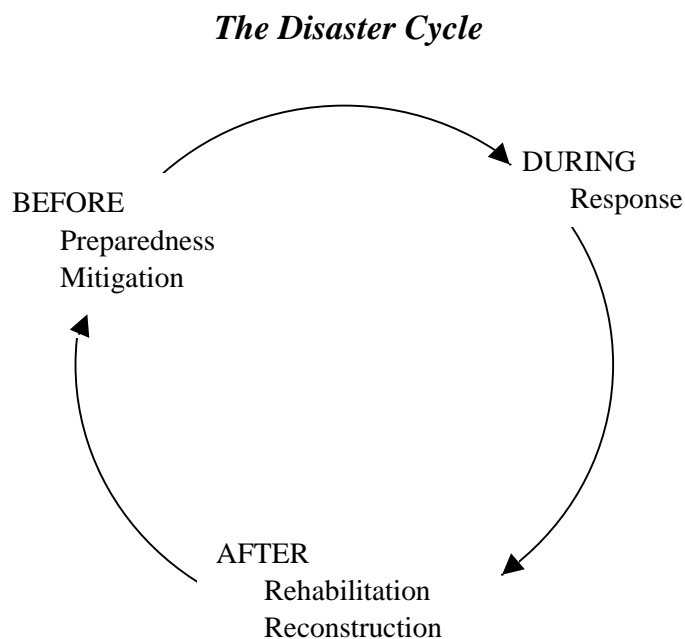 The Disaster Cycle
DURING
Response
BEFORE
Preparedness
Mitigation
AFTER
Rehabilitation
Reconstruction